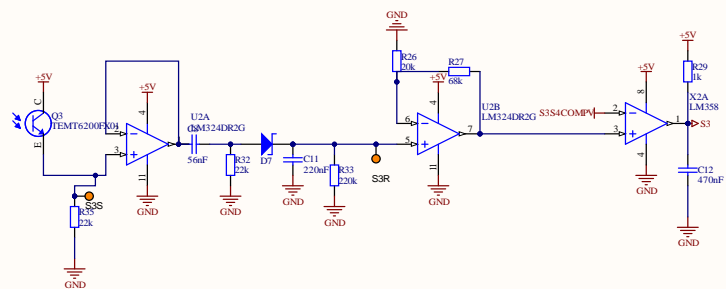 GND
+5V
C
Q3
TEMT6200FX01
E
S3S
R35
22k
GND
+5V
4
2
3
1
11
GND
U2A
LM324DR2G
56nF
R32
22k
GND
D7
C11
220nF
GND
R33
220k
GND
S3R
R26
20k
R27
68k
+5V
4
6
5
7
11
GND
U2B
LM324DR2G
S3S4COMPV
+5V
8
2
3
1
4
GND
+5V
R29
1k
X2A
LM358
S3
C12
470nF
GND